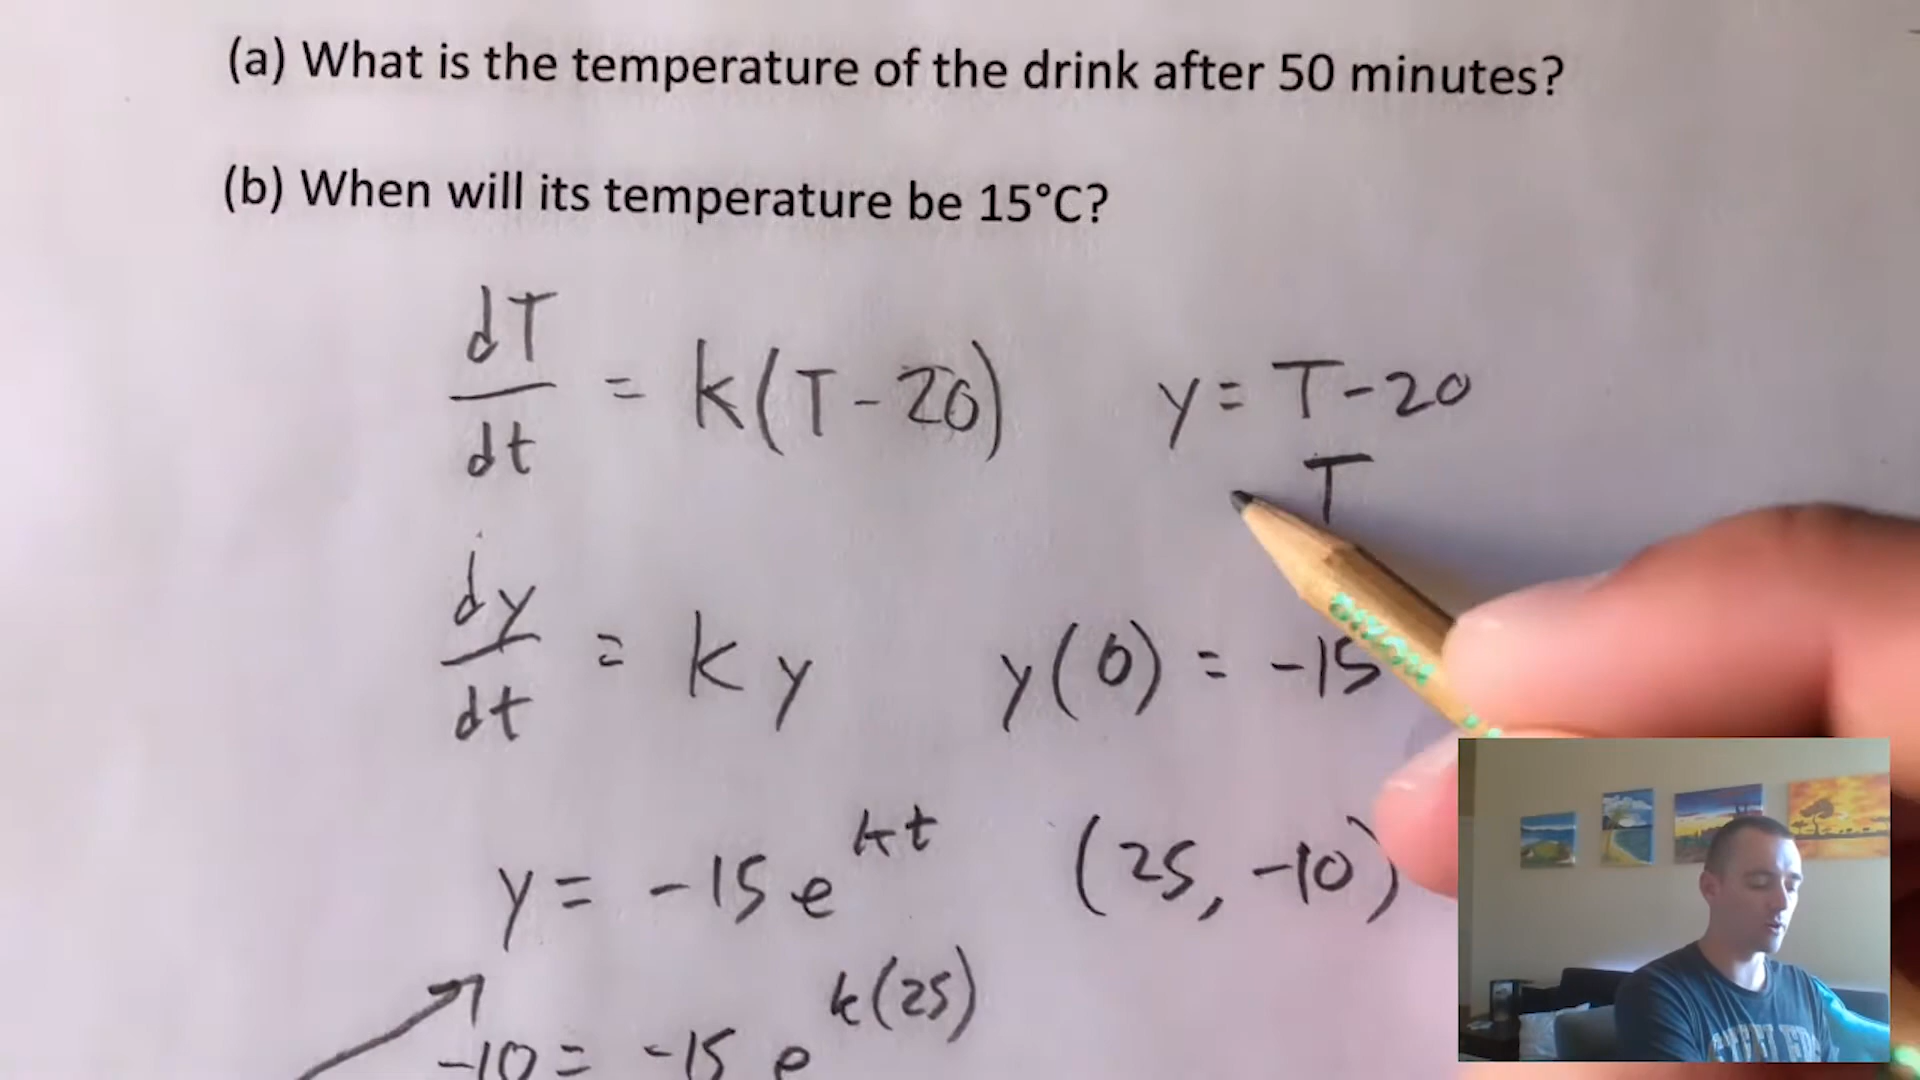 (a) What is the temperature of the drink after 50 minutes?
(b) When will its temperature be 15°C?
dT/dt = k(T-20) y = T-20
T
dy/dt = ky y(0) = -15
y = -15e^kt (25, -10)
-10 = -15e^k(25)